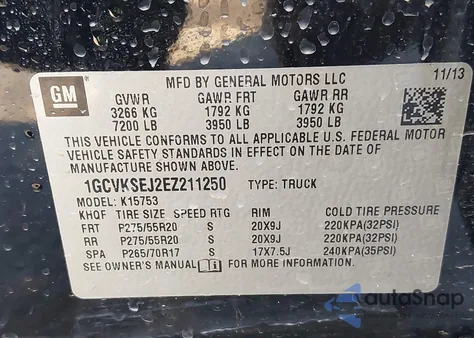 GM
MFD BY GENERAL MOTORS LLC
11/13
GVWR GAWR FRT GAWR RR
3266 KG 1792 KG 1792 KG
7200 LB 3950 LB 3950 LB
THIS VEHICLE CONFORMS TO ALL APPLICABLE U.S. FEDERAL MOTOR
VEHICLE SAFETY STANDARDS IN EFFECT ON THE DATE OF
MANUFACTURE SHOWN ABOVE.
1GCVKSEJ2EZ211250 TYPE: TRUCK
MODEL: K15753
KHQF TIRE SIZE SPEED RTG RIM COLD TIRE PRESSURE
FRT P275/55R20 S 20X9J 220KPA(32PSI)
RR P275/55R20 S 20X9J 220KPA(32PSI)
SPA P265/70R17 S 17X7.5J 240KPA(35PSI)
SEE OWNER'S MANUAL FOR MORE INFORMATION.
autoSnap